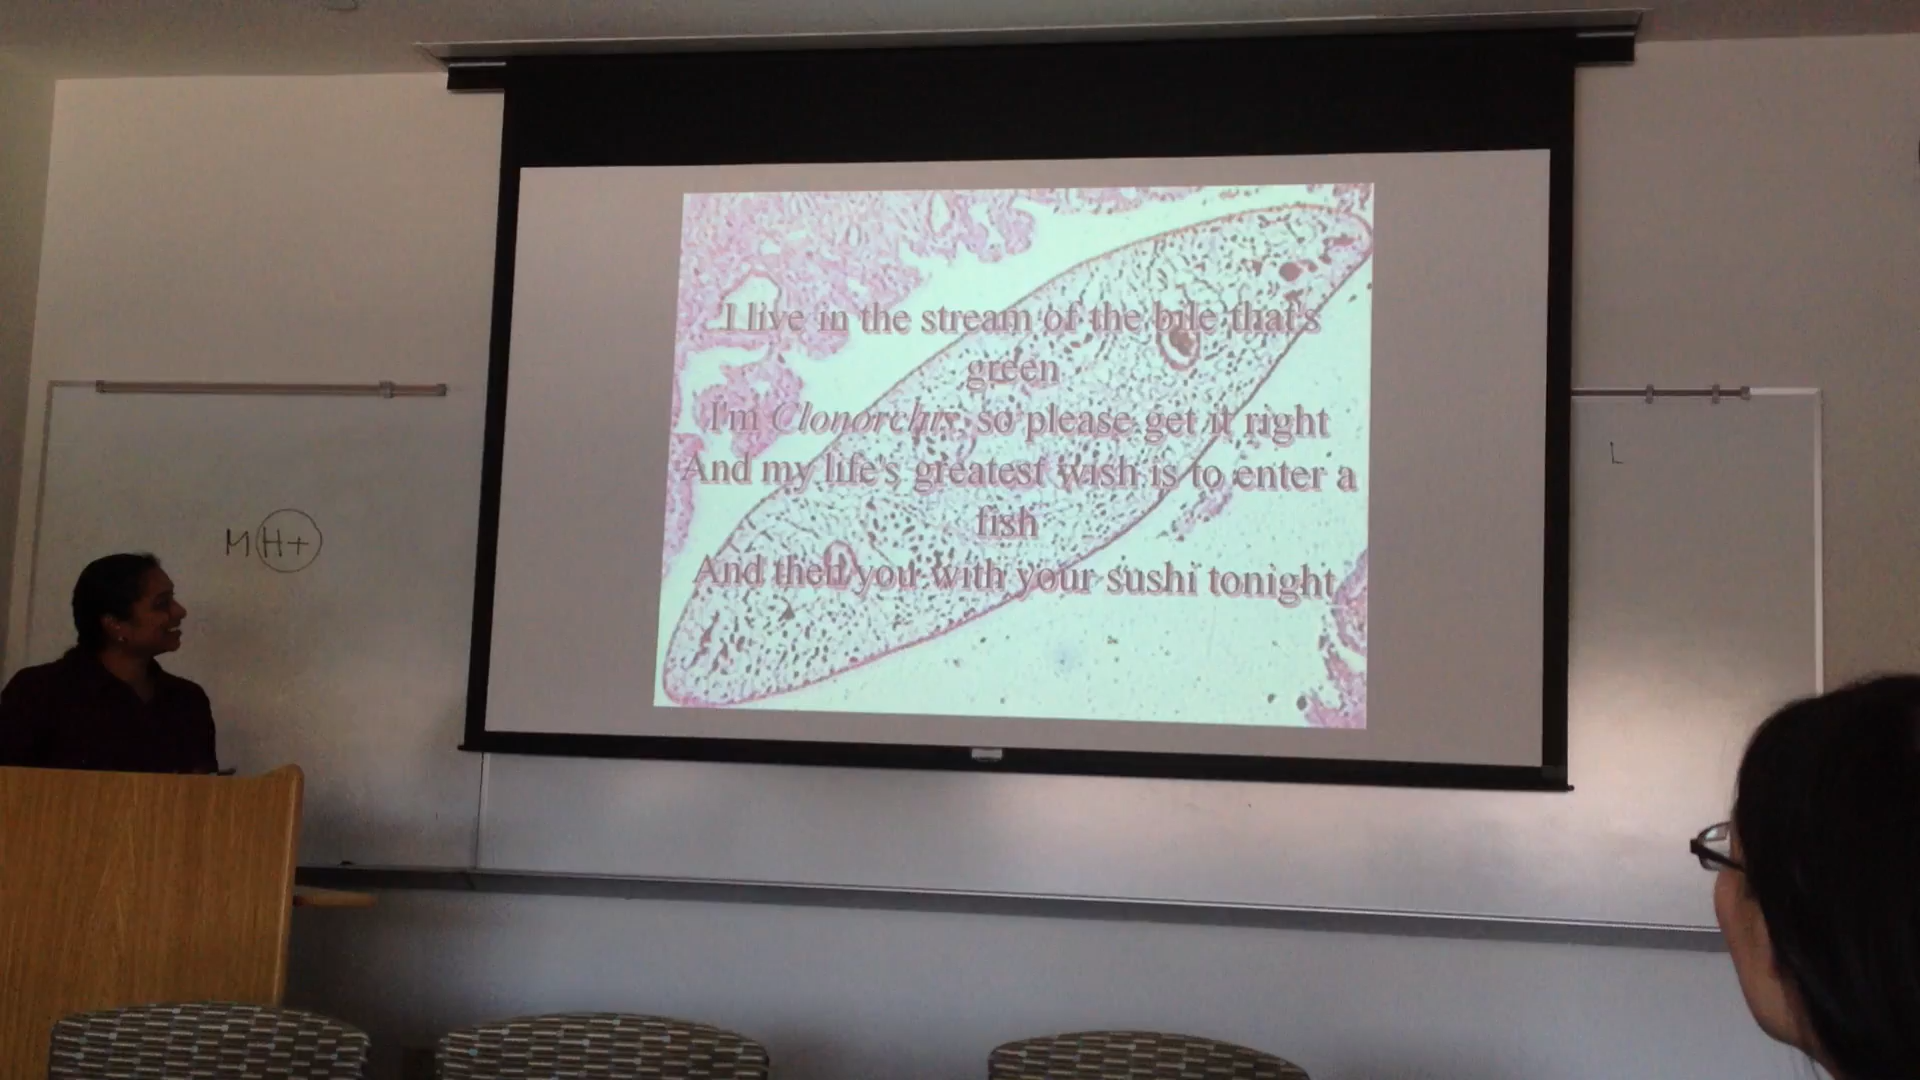 I live in the stream of the bile that's
green
I'm Clonorchis, so please get it right
And my life's greatest wish is to enter a
fish
And then you with your sushi tonight
MH+
L